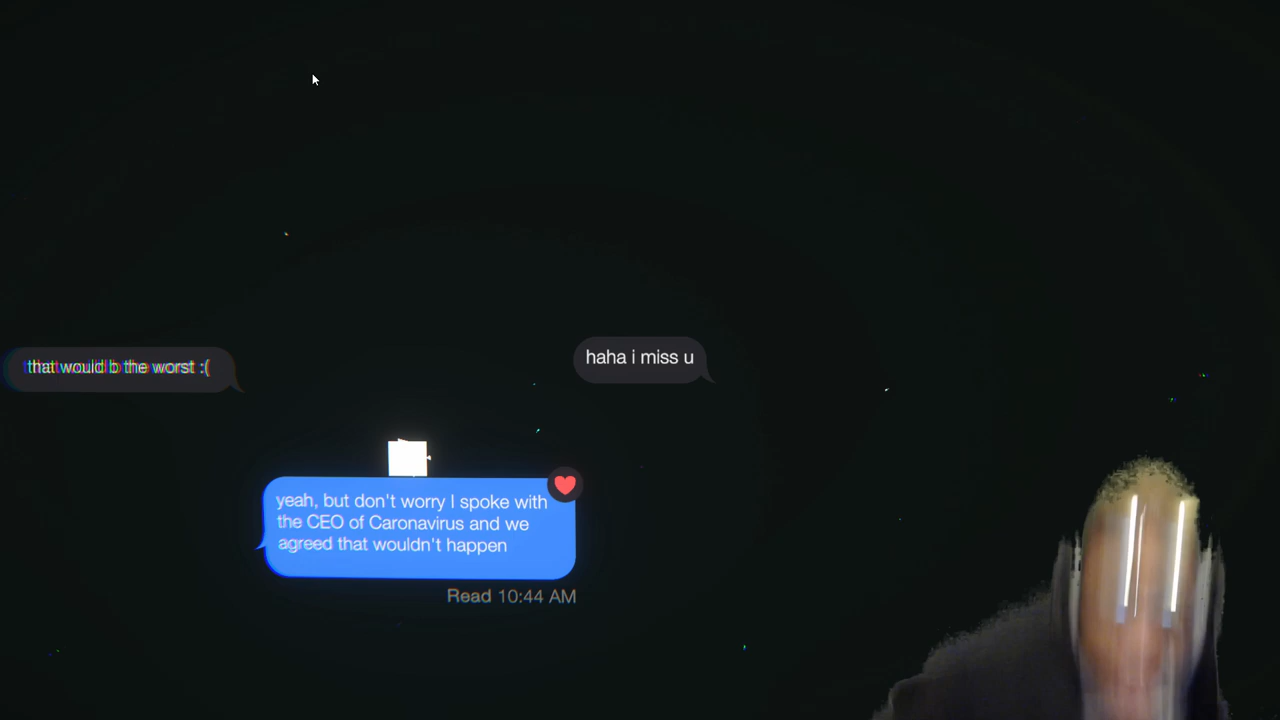 haha i miss u
that would b the worst :(
yeah, but don't worry I spoke with
the CEO of Caronavirus and we
agreed that wouldn't happen
Read 10:44 AM